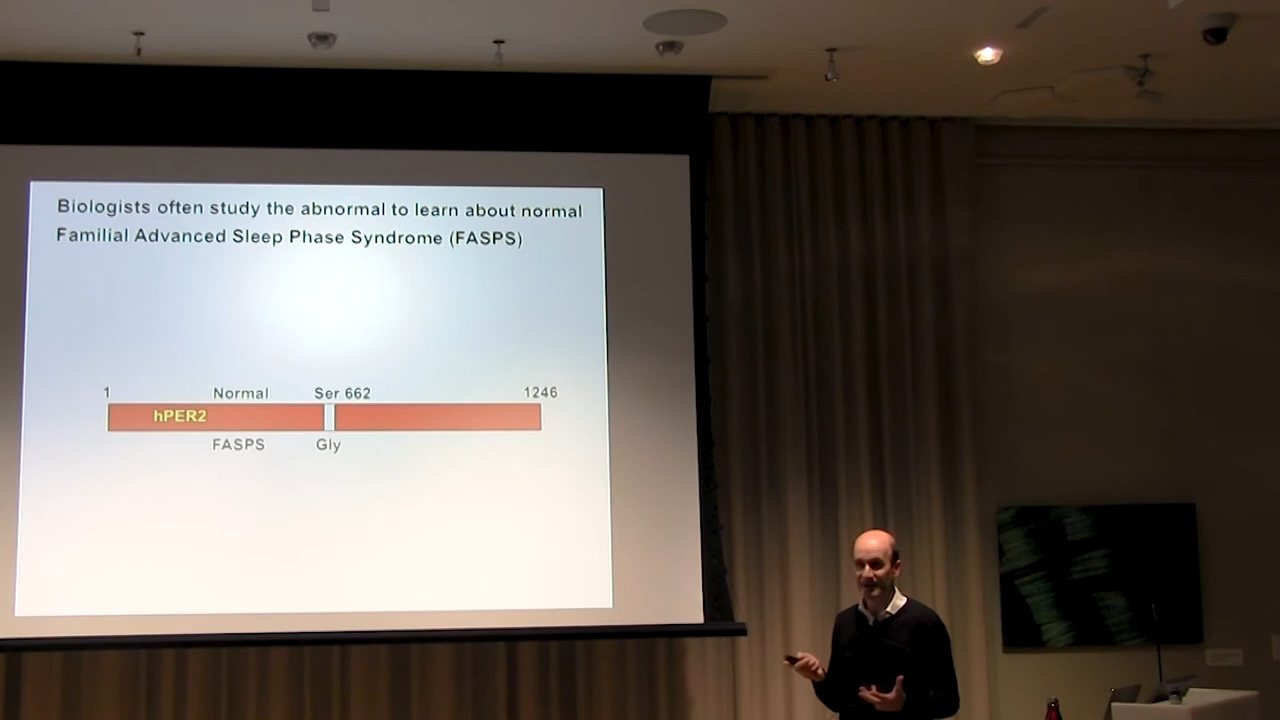 Biologists often study the abnormal to learn about normal
Familial Advanced Sleep Phase Syndrome (FASPS)
1 Normal Ser 662 1246
hPER2
FASPS Gly